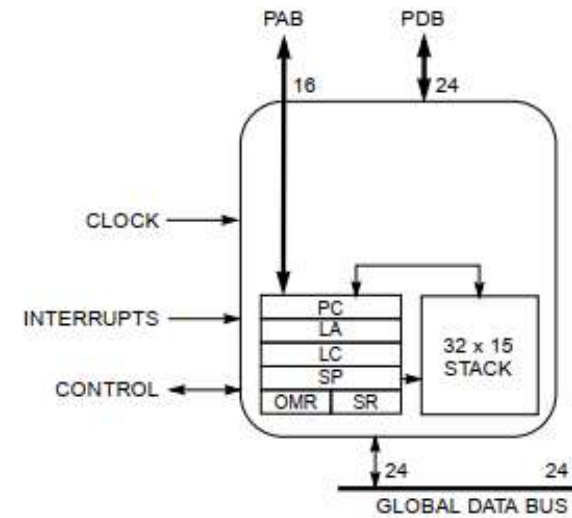 PAB PDB
16 24
CLOCK
PC
INTERRUPTS LA
LC 32 x 15
SP STACK
CONTROL
OMR SR
24 24
GLOBAL DATA BUS